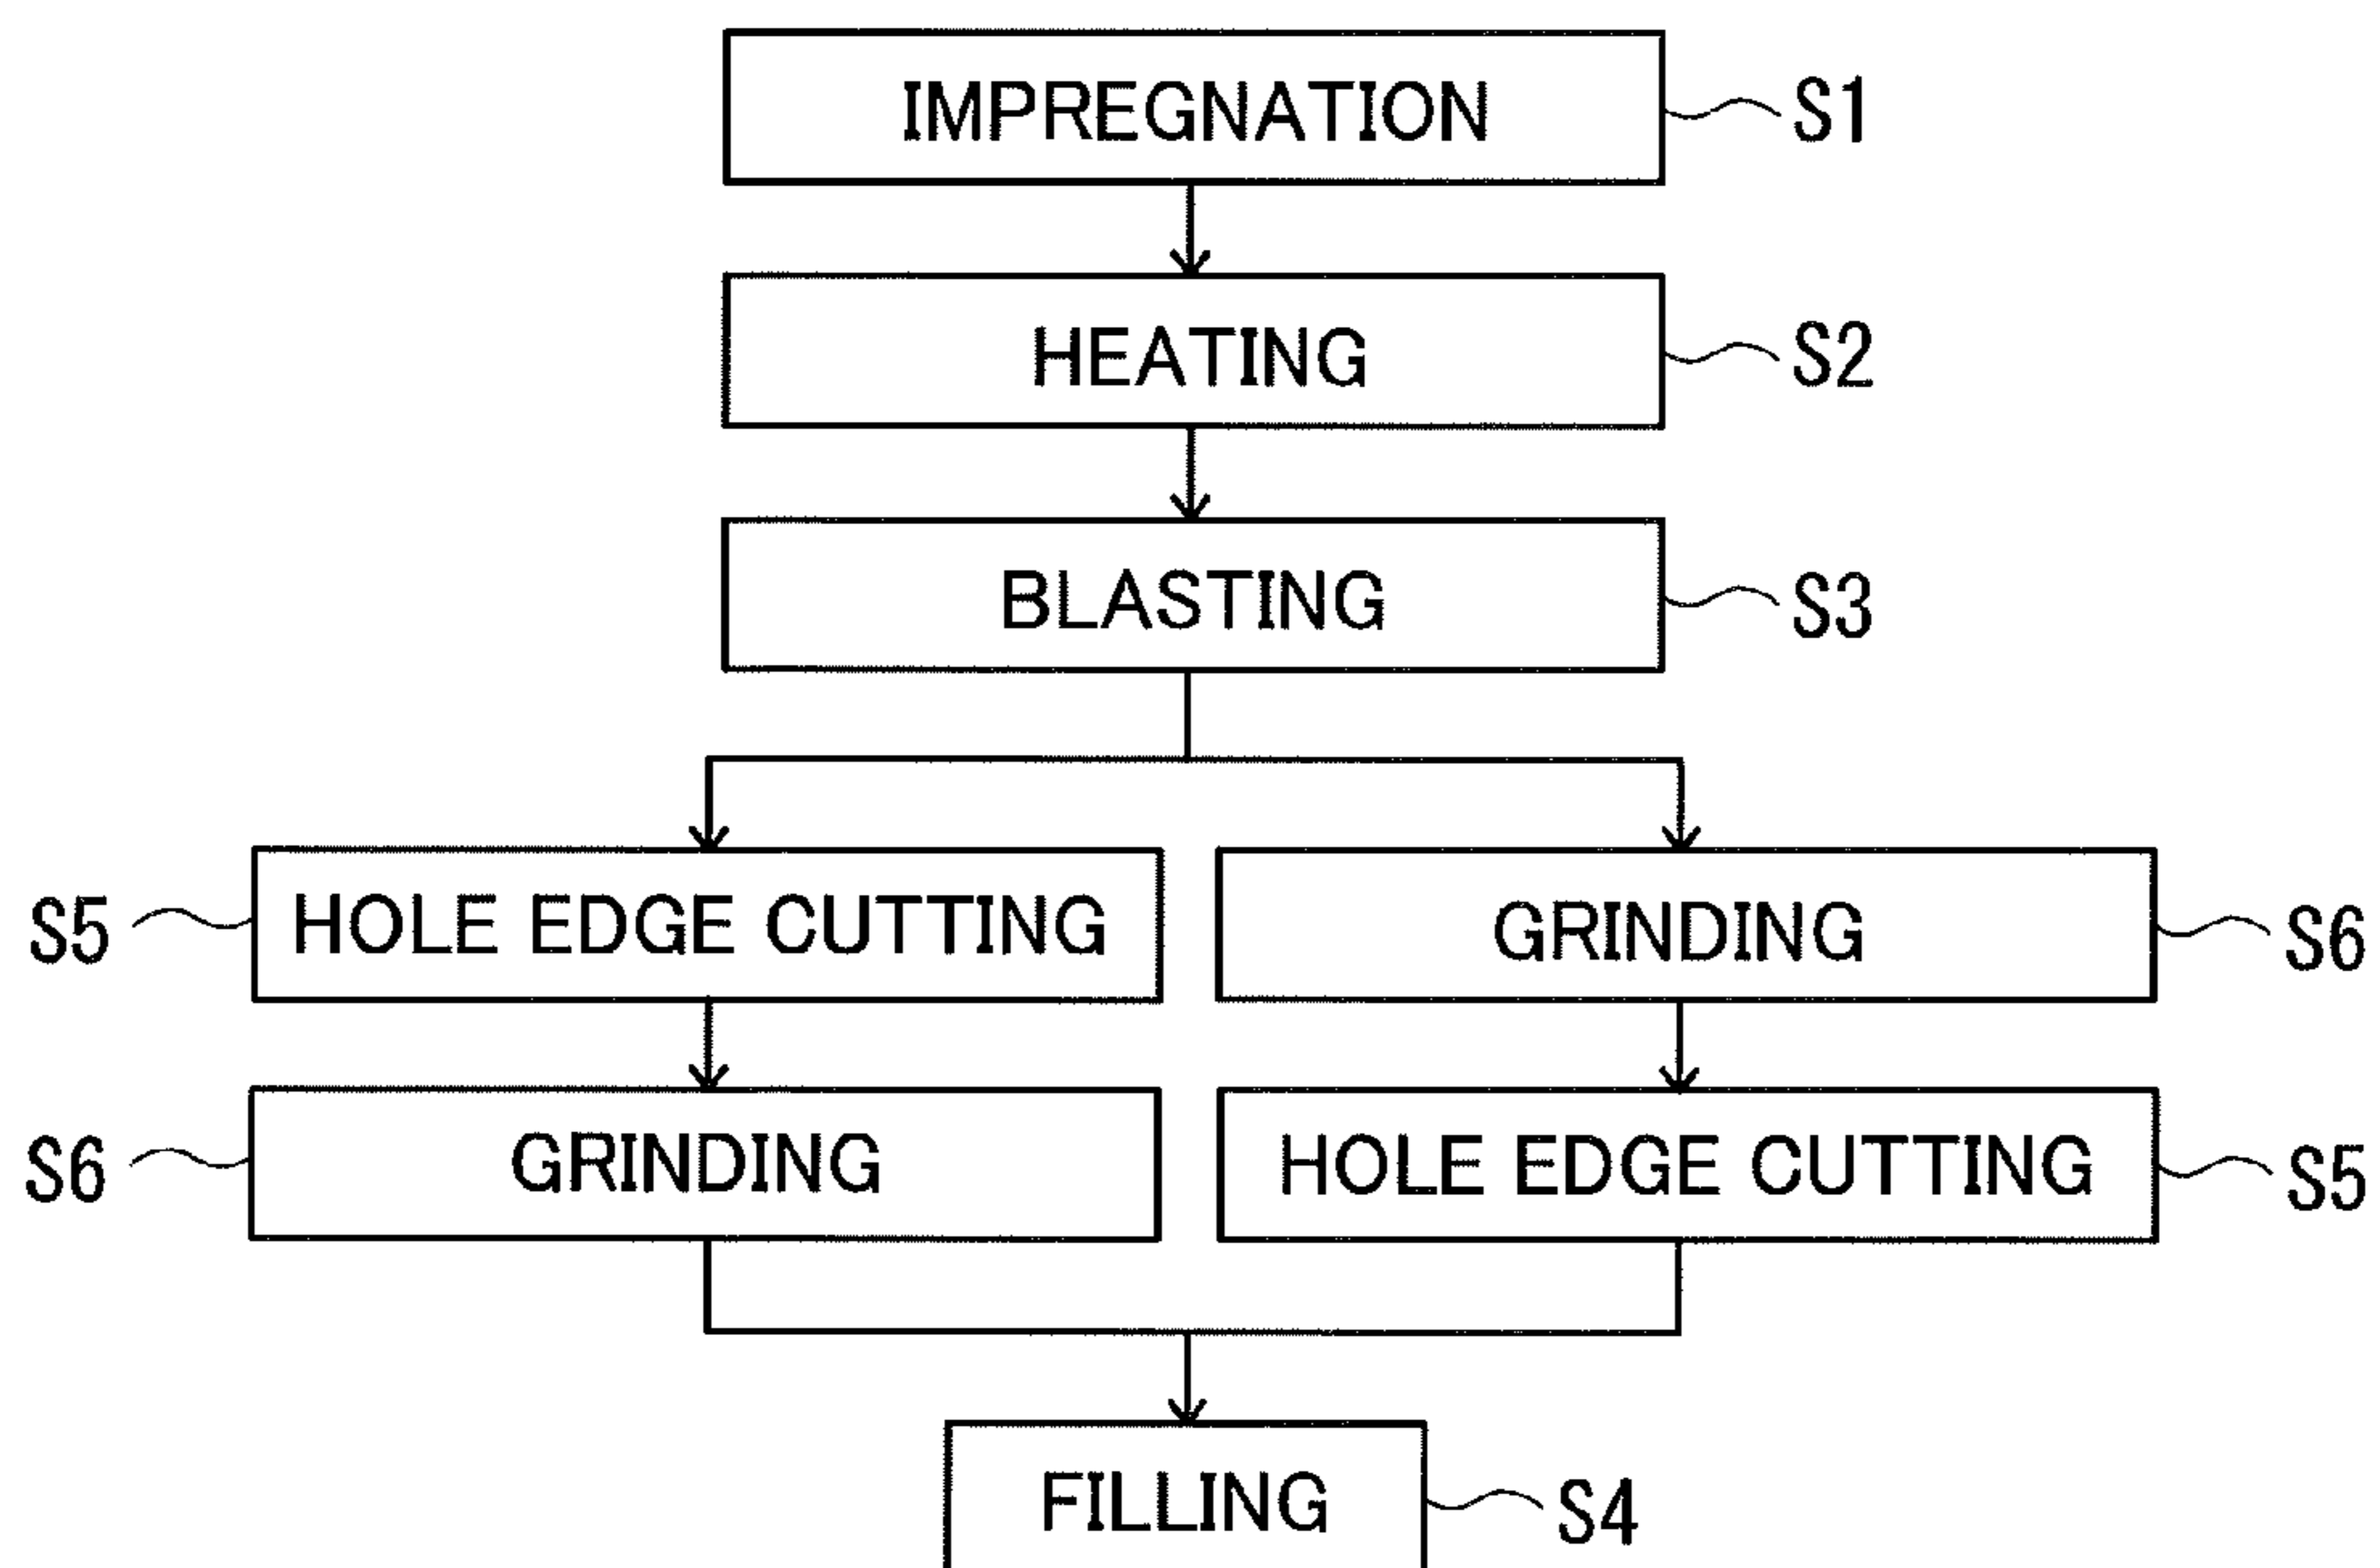 IMPREGNATION S1
HEATING S2
BLASTING S3
S5 HOLE EDGE CUTTING GRINDING S6
S6 GRINDING HOLE EDGE CUTTING S5
FILLING S4